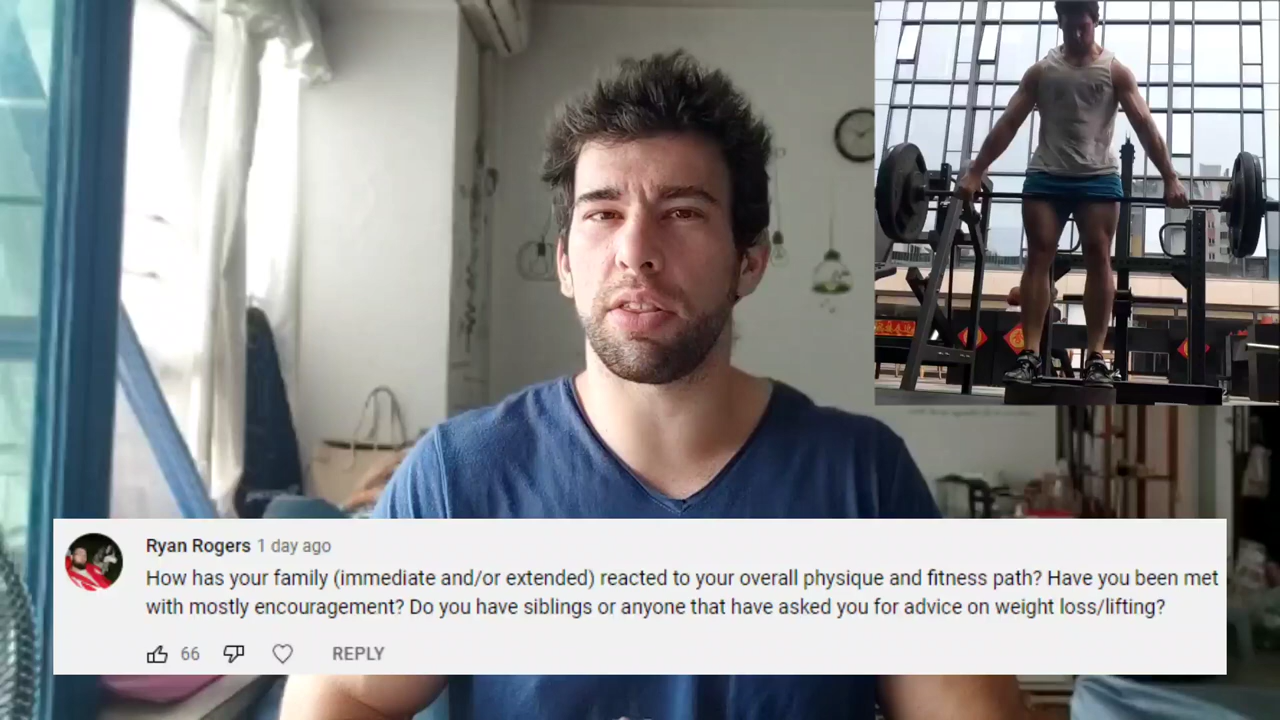 Ryan Rogers 1 day ago
How has your family (immediate and/or extended) reacted to your overall physique and fitness path? Have you been met
with mostly encouragement? Do you have siblings or anyone that have asked you for advice on weight loss/lifting?
66
REPLY